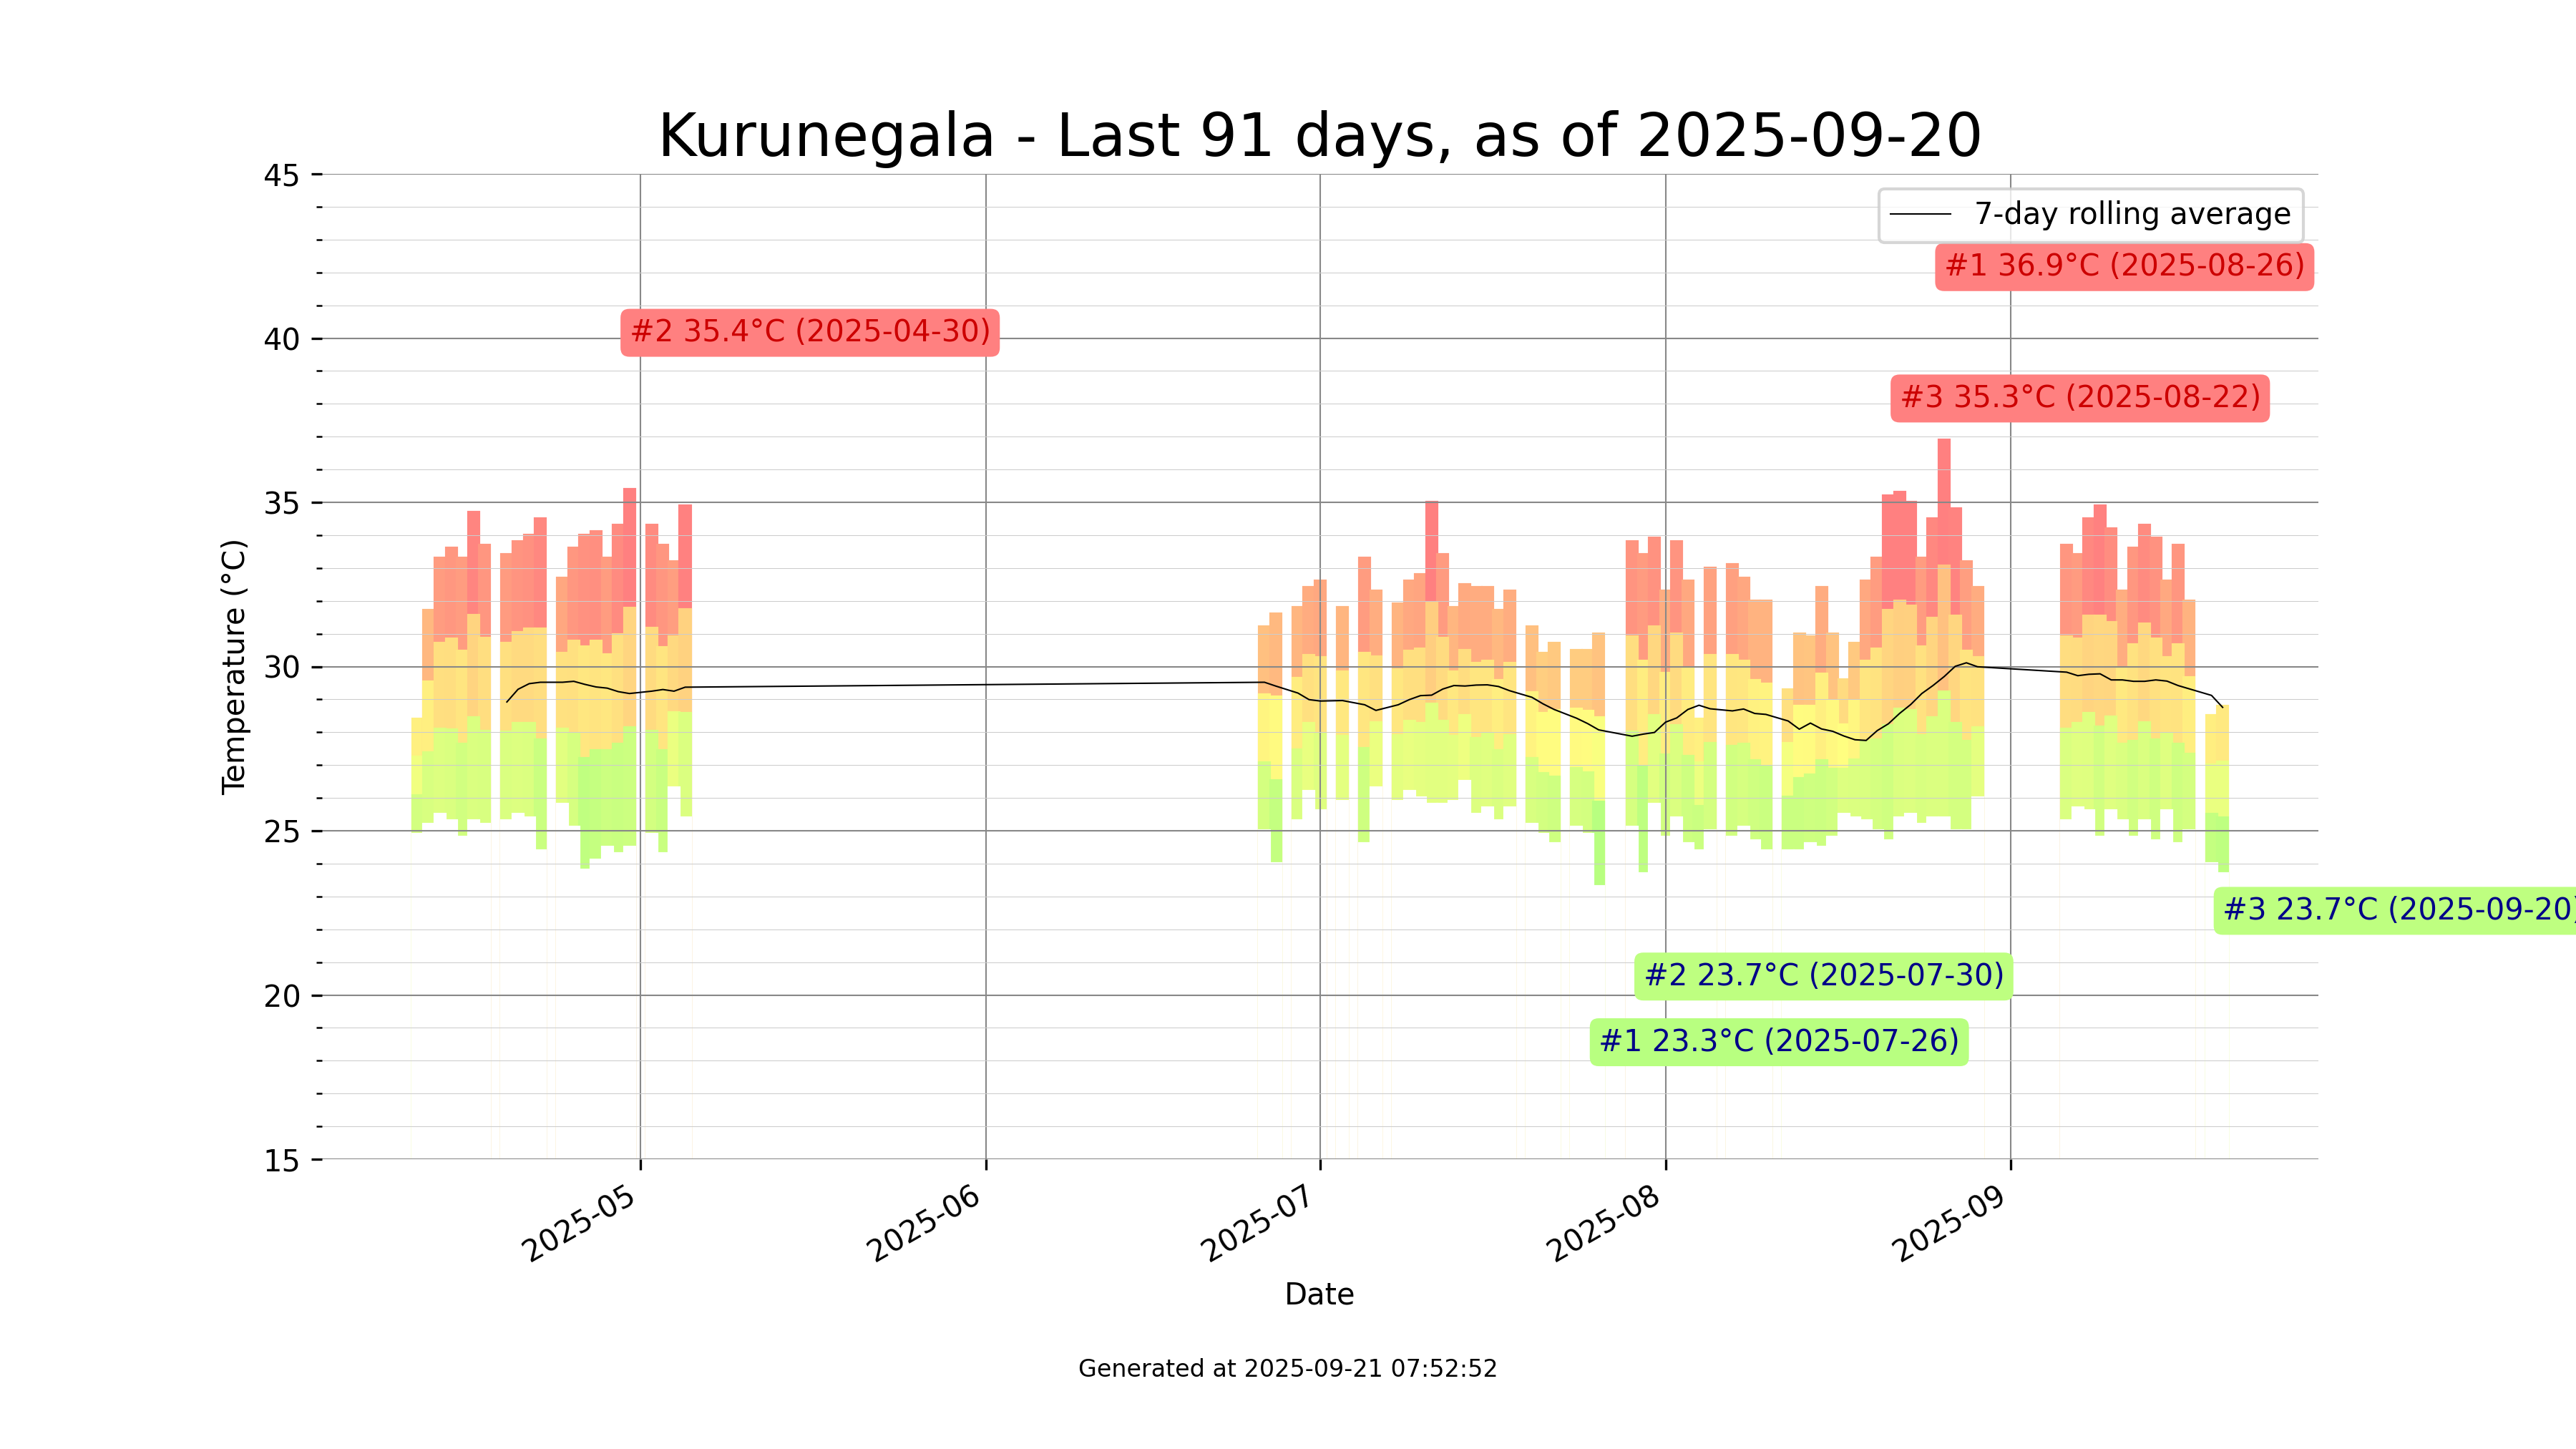 Kurunegala - Last 91 days, as of 2025-09-20
45
7-day rolling average
#1 36.9°C (2025-08-26)
#2 35.4°C (2025-04-30)
40
#3 35.3°C (2025-08-22)
35
Temperature (°C)
30
25
#3 23.7°C (2025-09-20)
#2 23.7°C (2025-07-30)
20
#1 23.3°C (2025-07-26)
15
2025-05
2025-06
2025-07
2025-08
2025-09
Date
Generated at 2025-09-21 07:52:52